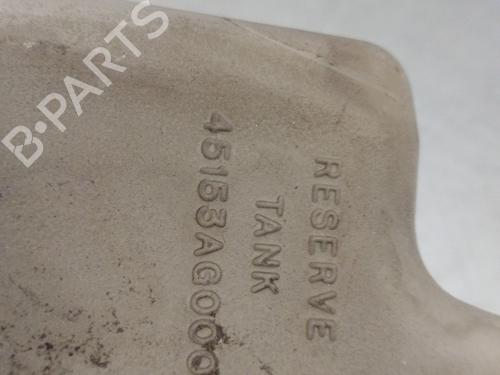 B-PARTS
RESERVE
TANK
45153AG000